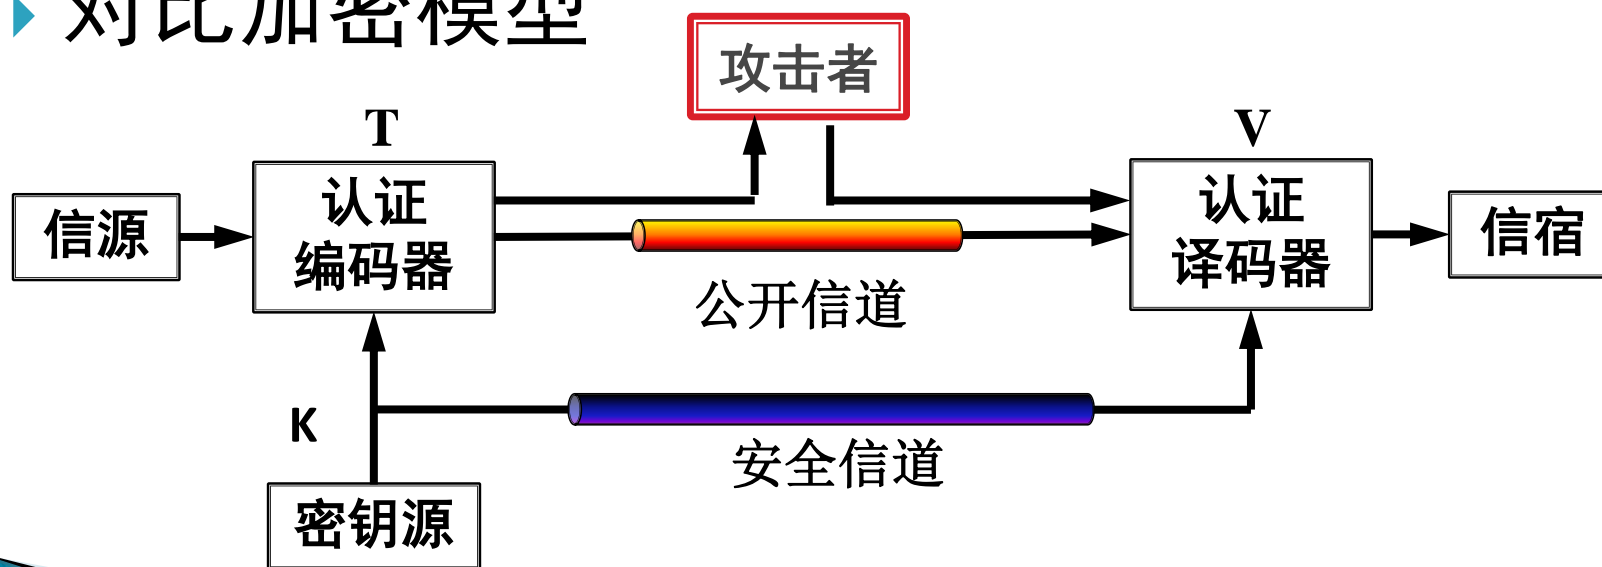 对比加密模型
攻击者
T
V
信源
认证
编码器
认证
译码器
信宿
公开信道
K
安全信道
密钥源